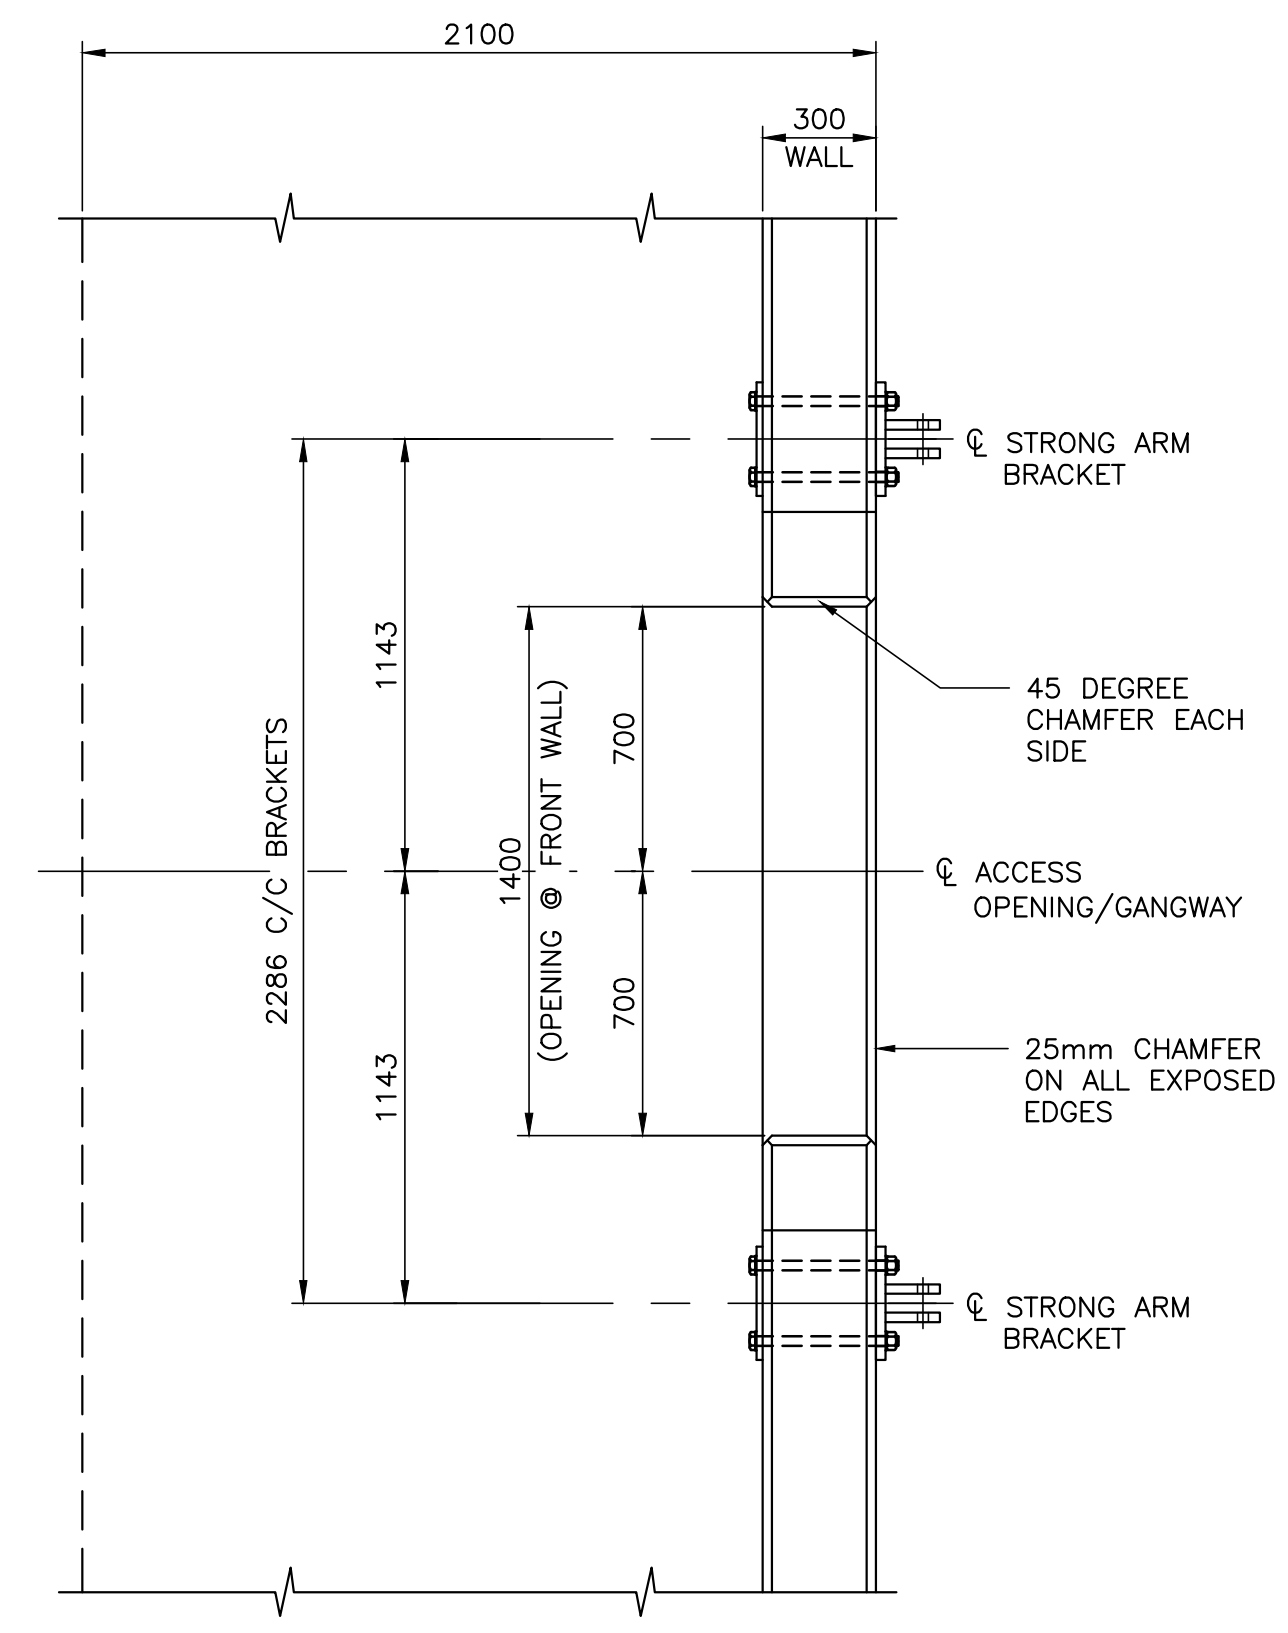 2100
300
WALL
℄ STRONG ARM
BRACKET
1143
2286 C/C BRACKETS
1400
(OPENING @ FRONT WALL)
700
45 DEGREE
CHAMFER EACH
SIDE
℄ ACCESS
OPENING/GANGWAY
700
1143
25mm CHAMFER
ON ALL EXPOSED
EDGES
℄ STRONG ARM
BRACKET